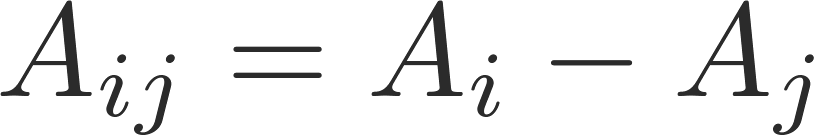 A_{ij} = A_i - A_j